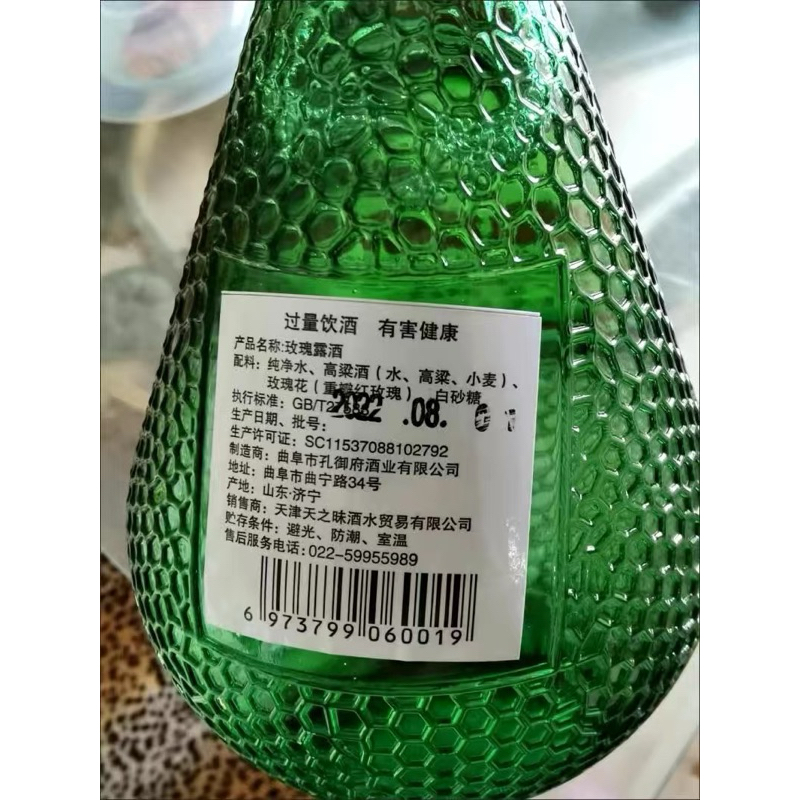 过量饮酒 有害健康
产品名称:玫瑰露酒
配料：纯净水、高粱酒（水、高粱、小麦）、
玫瑰花（重瓣红玫瑰）、白砂糖
执行标准：GB/T27588
2022 .08.
生产日期、批号：
生产许可证：SC11537088102792
制造商：曲阜市孔御府酒业有限公司
地址：曲阜市曲宁路34号
产地：山东·济宁
销售商：天津天之昧酒水贸易有限公司
贮存条件：避光、防潮、室温
售后服务电话:022-59955989
6 973799 060019